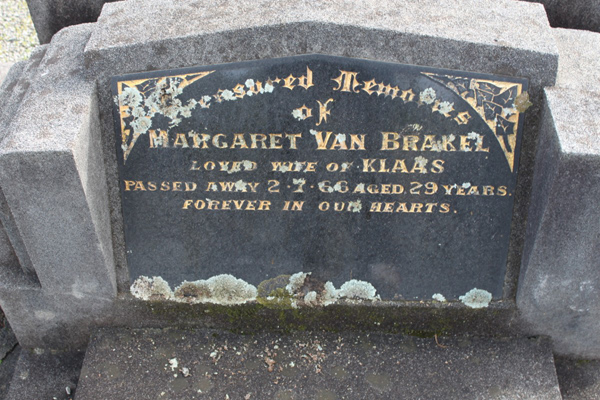 Treasured Memories
of
MARGARET VAN BRAKEL
LOVED WIFE OF KLAAS
PASSED AWAY 2·7·66 AGED 29 YEARS.
FOREVER IN OUR HEARTS.